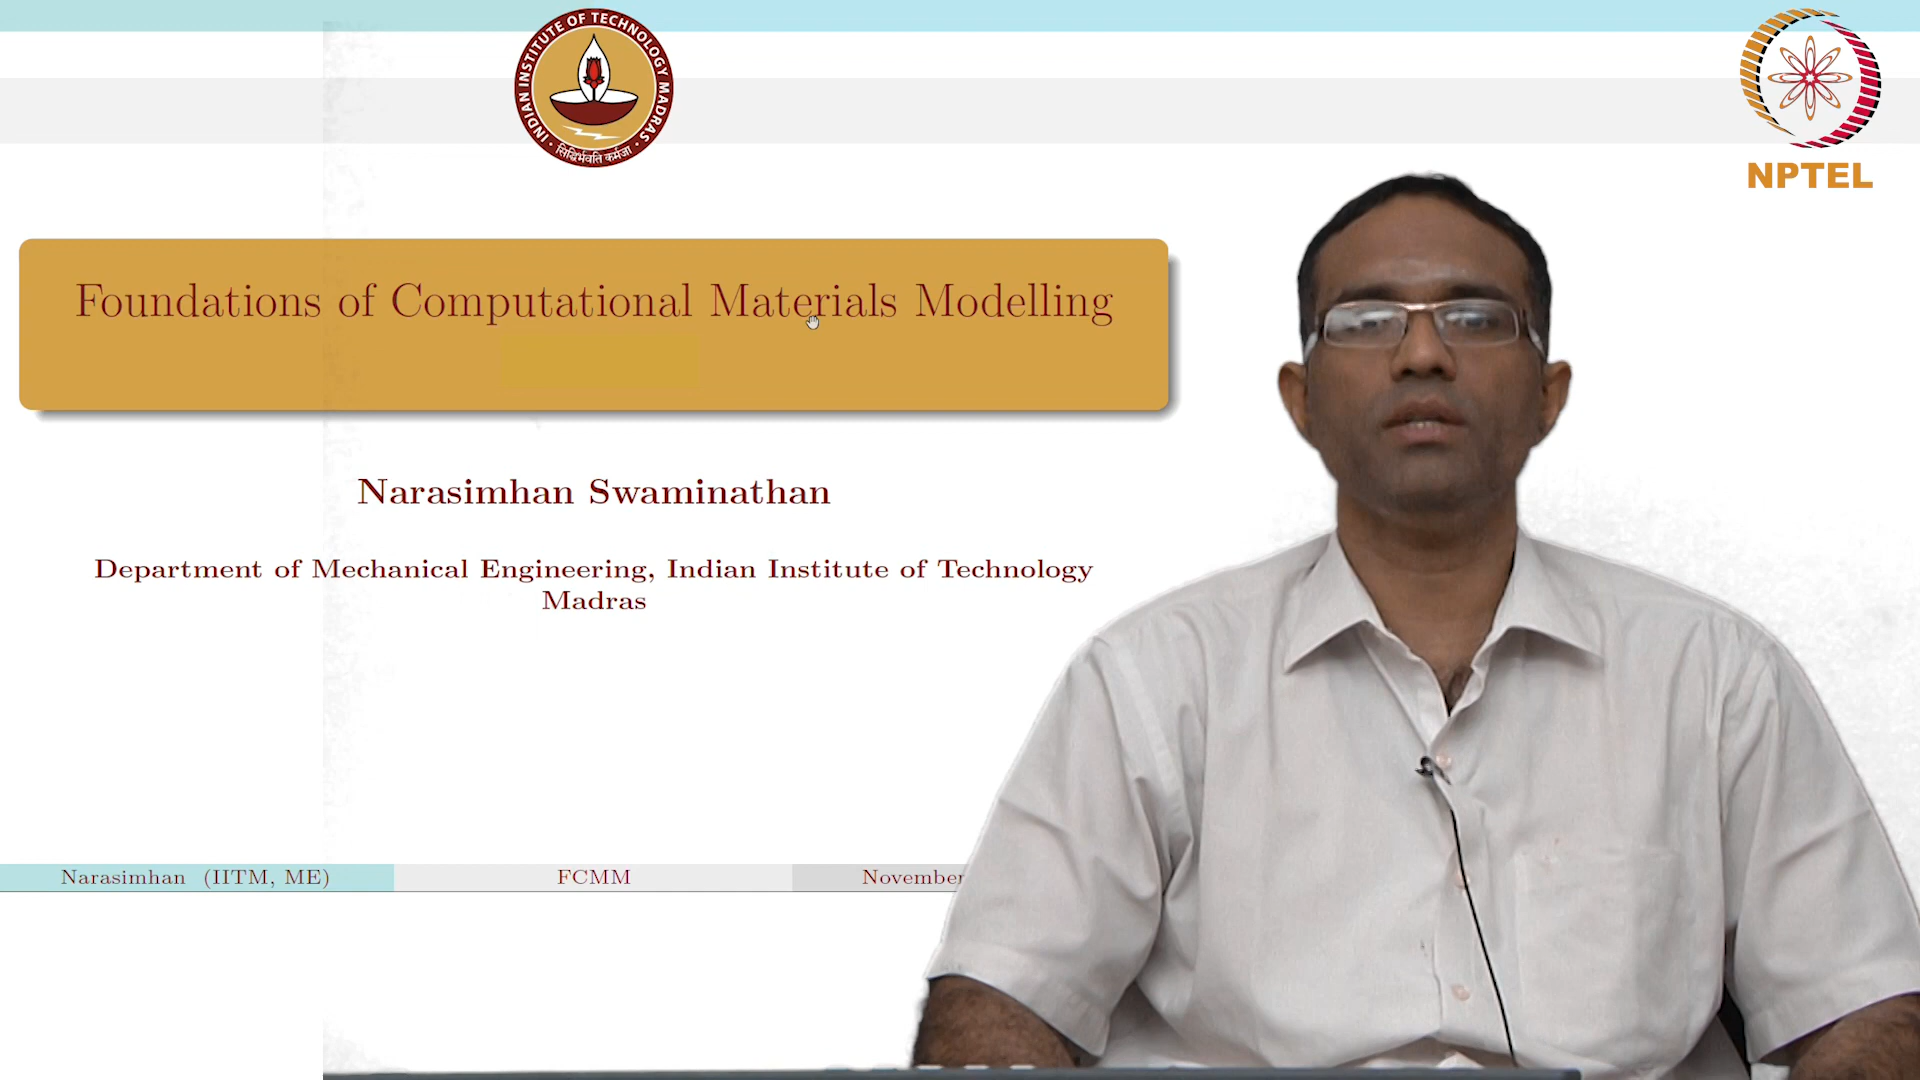 INDIAN INSTITUTE OF TECHNOLOGY MADRAS
सिद्धिर्भवति कर्मजा
NPTEL
Foundations of Computational Materials Modelling
Narasimhan Swaminathan
Department of Mechanical Engineering, Indian Institute of Technology
Madras
Narasimhan (IITM, ME) FCMM November